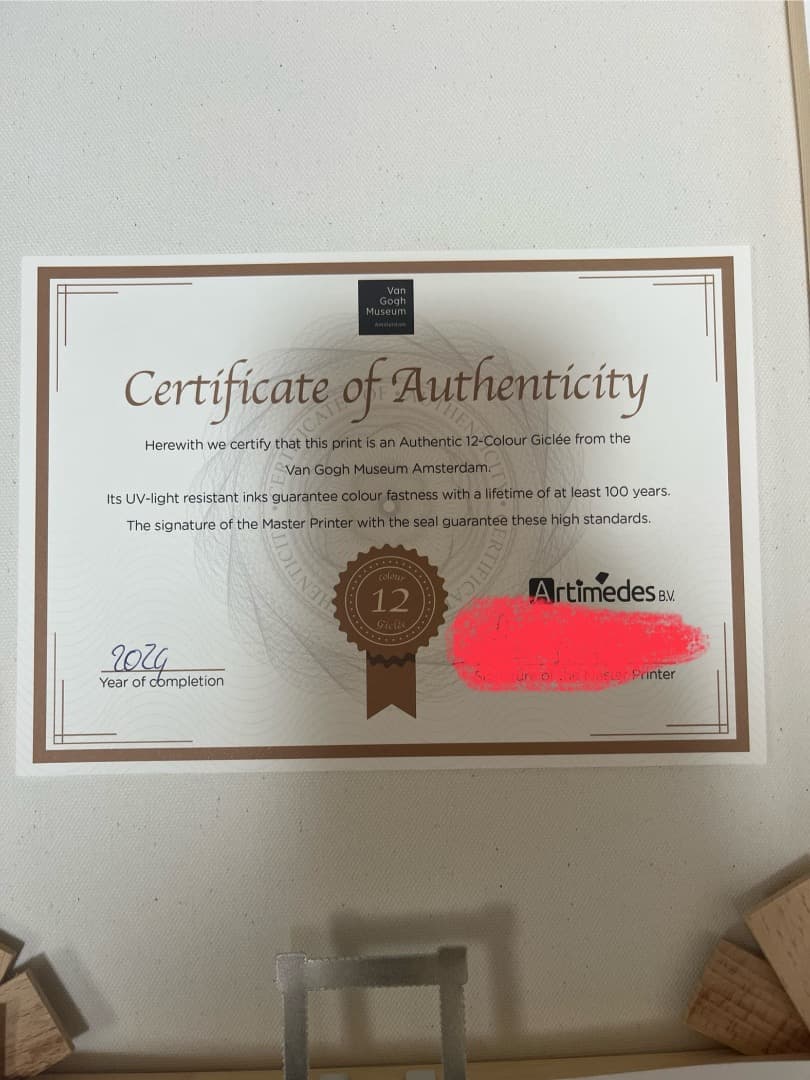 Van
Gogh
Museum
Amsterdam
Certificate of Authenticity
Herewith we certify that this print is an Authentic 12-Colour Giclée from the
Van Gogh Museum Amsterdam.
Its UV-light resistant inks guarantee colour fastness with a lifetime of at least 100 years.
The signature of the Master Printer with the seal guarantee these high standards.
colour
12
Giclée
Artimedes B.V.
2024
Year of completion
Printer